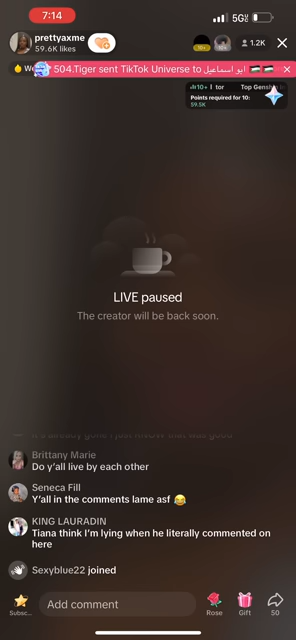 7:14
5G
prettyaxme
59.6K likes
1.2K
We
504.Tiger sent TikTok Universe to ابو اسماعيل
10+ tor Top Gensh
Points required for 10:
59.5K
LIVE paused
The creator will be back soon.
Brittany Marie
Do y'all live by each other
Seneca Fill
Y'all in the comments lame asf 😂
KING LAURADIN
Tiana think I'm lying when he literally commented on
here
Sexyblue22 joined
Subsc...
Add comment
Rose
Gift
50